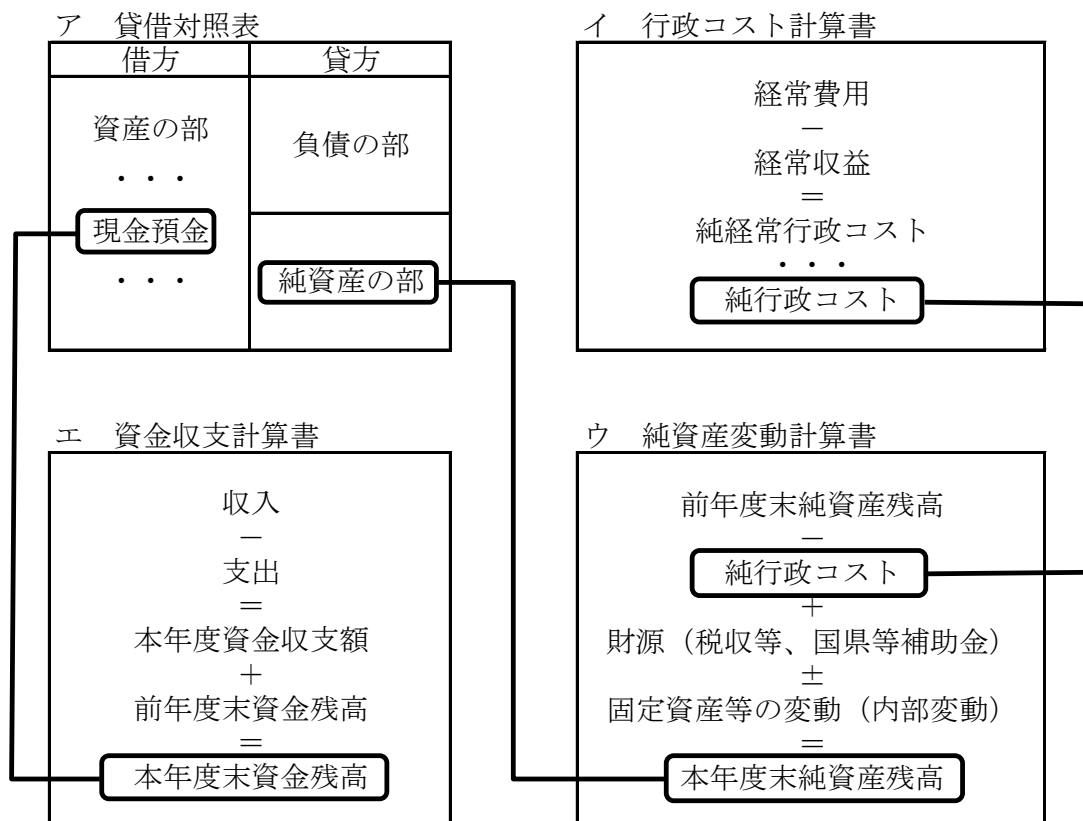 ア 貸借対照表
借方 貸方
資産の部
・・・
現金預金
・・・
負債の部
純資産の部
イ 行政コスト計算書
経常費用
－
経常収益
＝
純経常行政コスト
・・・
純行政コスト
エ 資金収支計算書
収入
－
支出
＝
本年度資金収支額
＋
前年度末資金残高
＝
本年度末資金残高
ウ 純資産変動計算書
前年度末純資産残高
－
純行政コスト
＋
財源（税収等、国県等補助金）
±
固定資産等の変動（内部変動）
＝
本年度末純資産残高